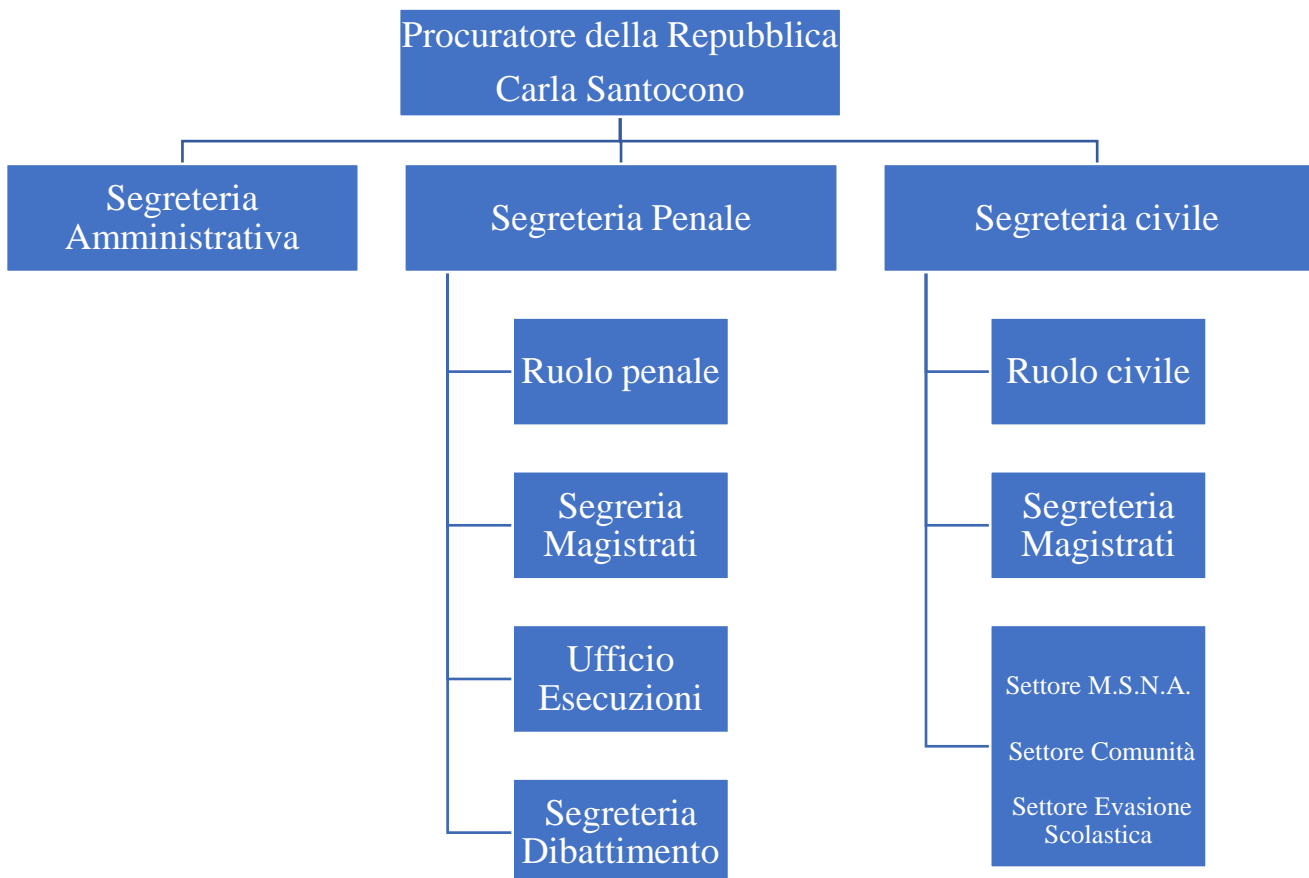 Procuratore della Repubblica
Carla Santocono
Segreteria
Amministrativa
Segreteria Penale
Segreteria civile
Ruolo penale
Segreria
Magistrati
Ufficio
Esecuzioni
Segreteria
Dibattimento
Ruolo civile
Segreteria
Magistrati
Settore M.S.N.A.
Settore Comunità
Settore Evasione
Scolastica